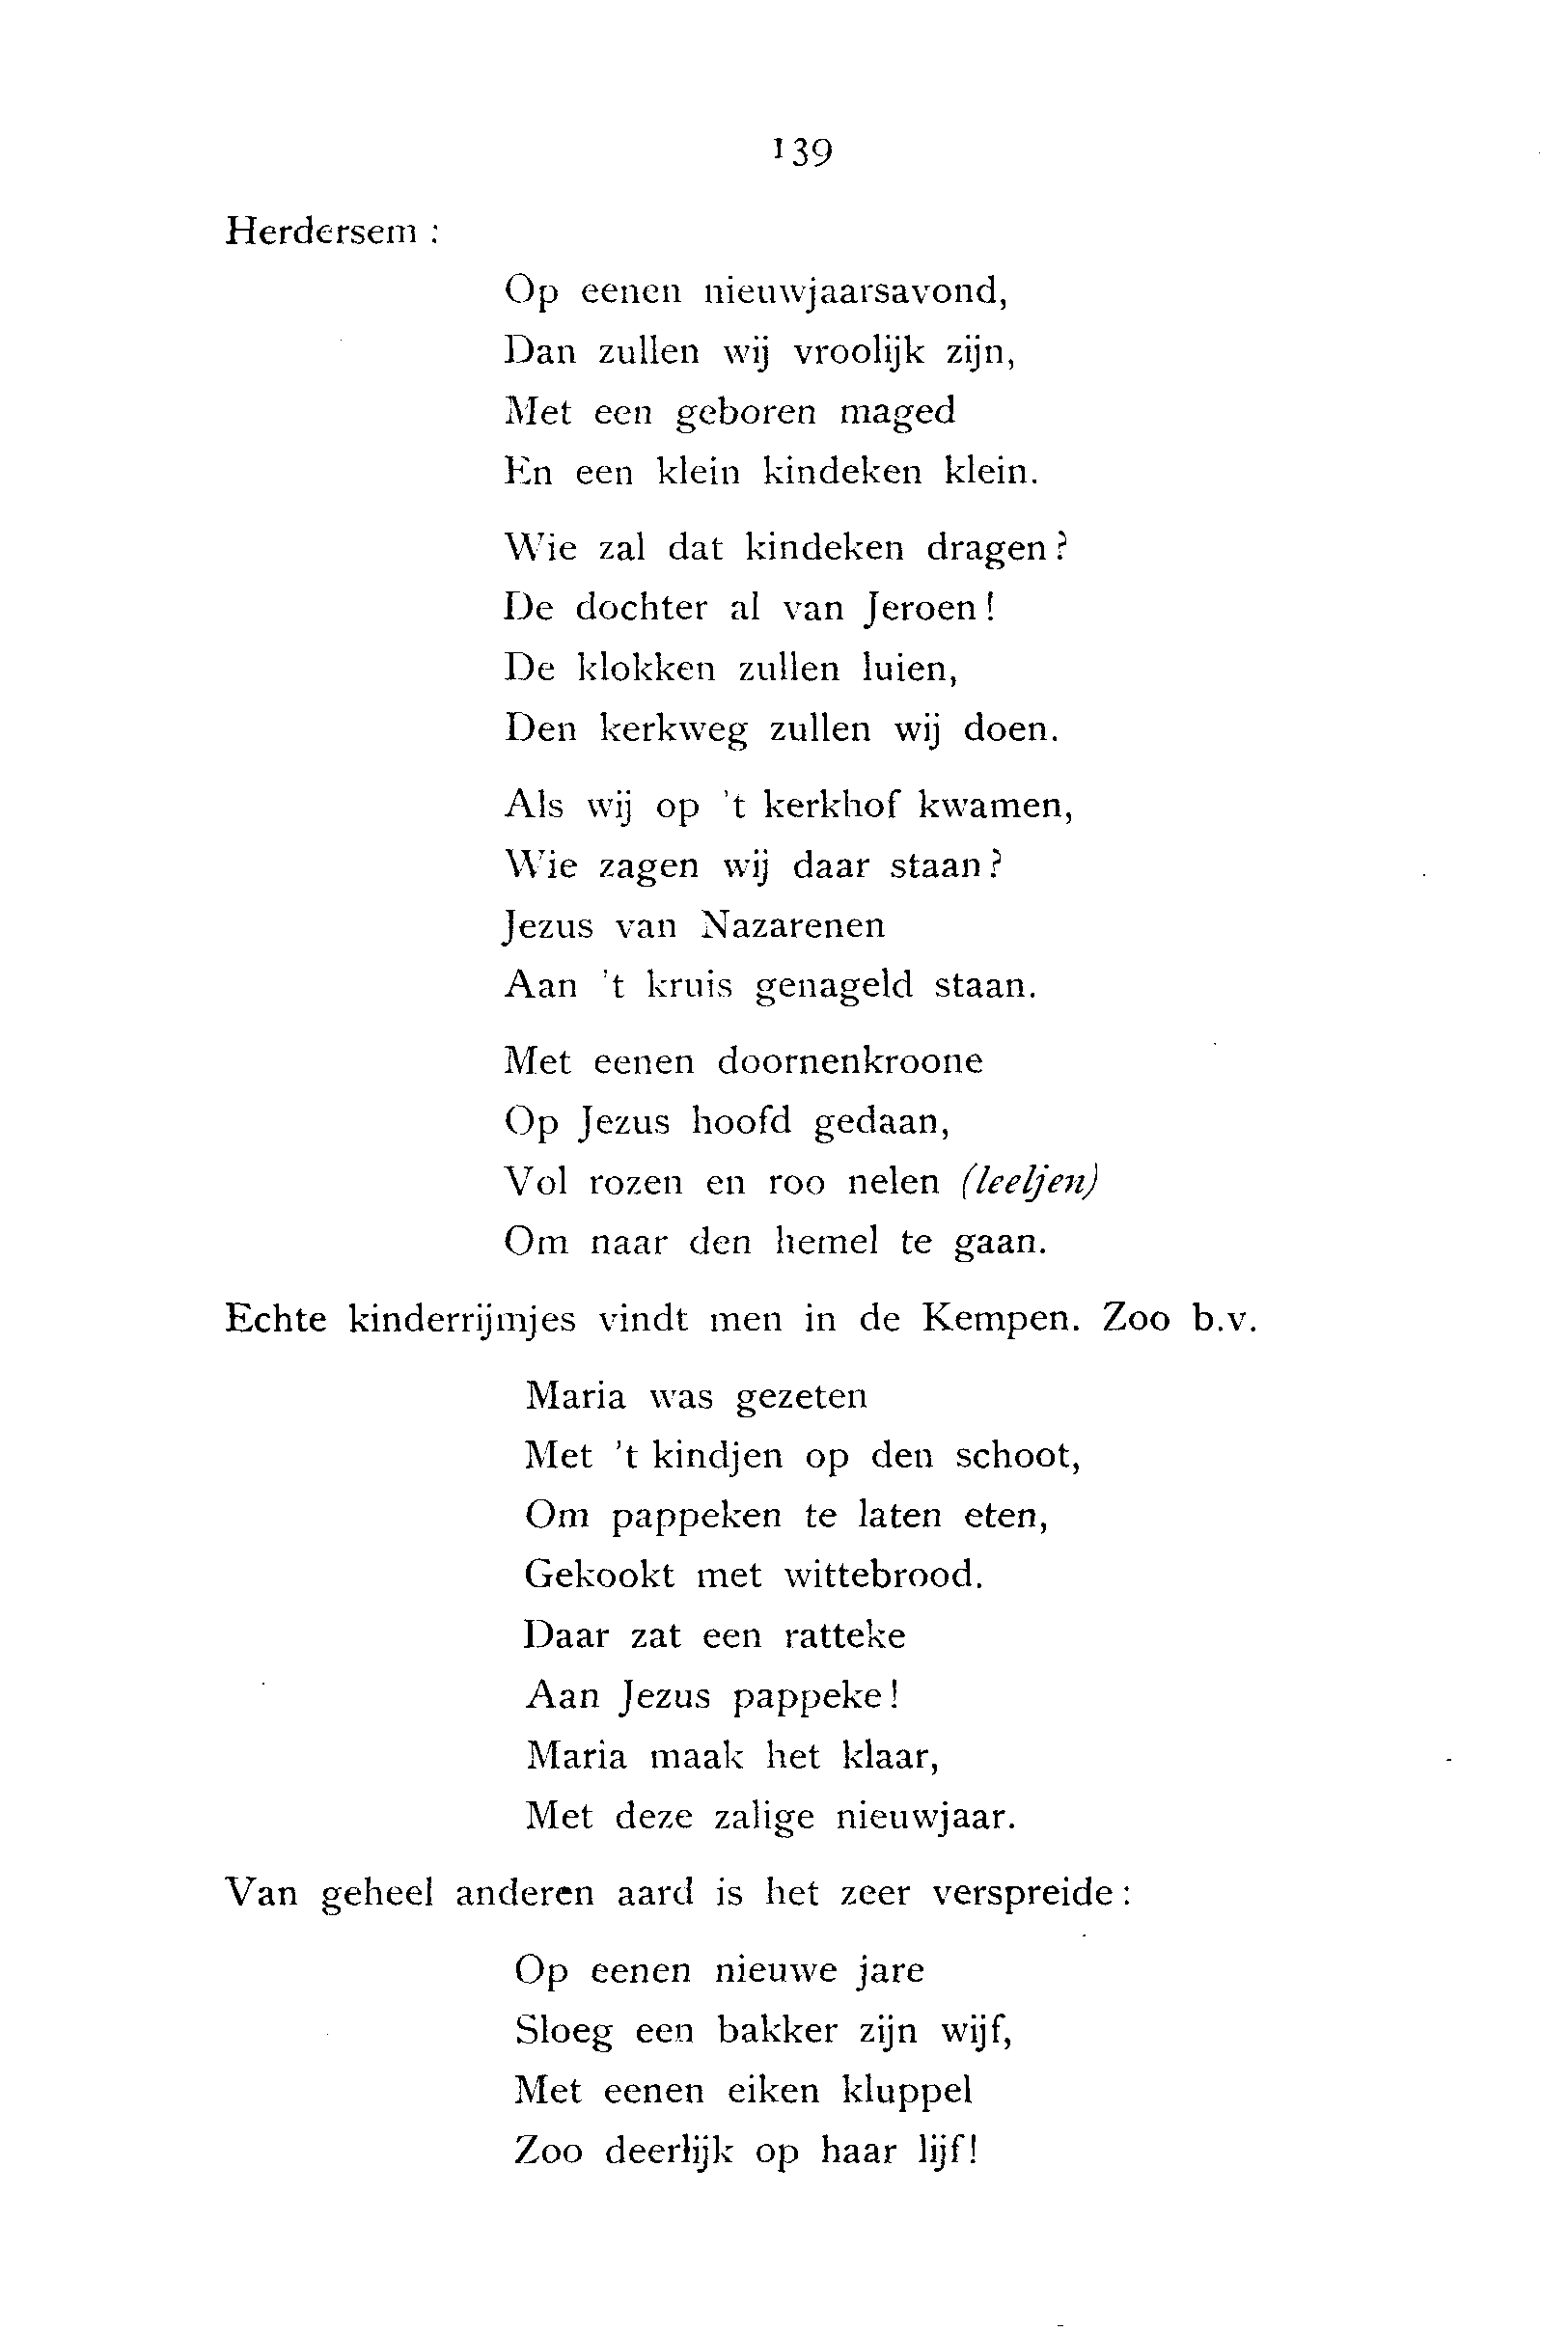 139
Herdersem :
Op eenen nieuwjaarsavond,
Dan zullen wij vroolijk zijn,
Met een geboren maged
En een klein kindeken klein.
Wie zal dat kindeken dragen?
De dochter al van Jeroen!
De klokken zullen luien,
Den kerkweg zullen wij doen.
Als wij op 't kerkhof kwamen,
Wie zagen wij daar staan?
Jezus van Nazarenen
Aan 't kruis genageld staan.
Met eenen doornenkroone
Op Jezus hoofd gedaan,
Vol rozen en roo nelen (leeljen)
Om naar den hemel te gaan.
Echte kinderrijmjes vindt men in de Kempen. Zoo b.v.
Maria was gezeten
Met 't kindjen op den schoot,
Om pappeken te laten eten,
Gekookt met wittebrood.
Daar zat een ratteke
Aan Jezus pappeke!
Maria maak het klaar,
Met deze zalige nieuwjaar.
Van geheel anderen aard is het zeer verspreide:
Op eenen nieuwe jare
Sloeg een bakker zijn wijf,
Met eenen eiken kluppel
Zoo deerlijk op haar lijf!